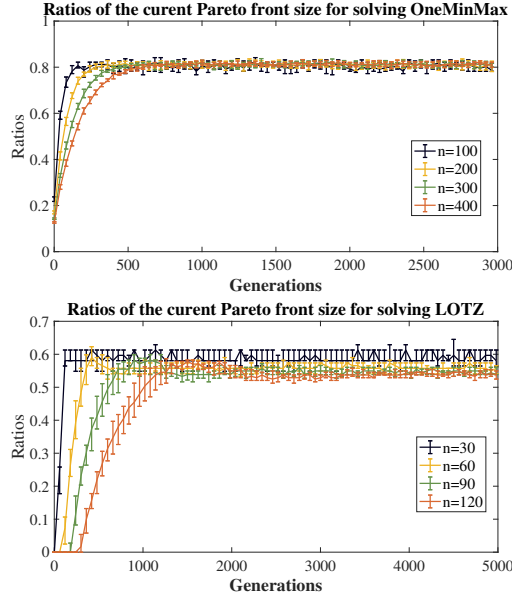 Ratios of the curent Pareto front size for solving OneMinMax
1
0.8
0.6
0.4
0.2
0
Ratios
n=100
n=200
n=300
n=400
0 500 1000 1500 2000 2500 3000
Generations
Ratios of the curent Pareto front size for solving LOTZ
0.7
0.6
0.5
0.4
0.3
0.2
0.1
0
Ratios
n=30
n=60
n=90
n=120
0 1000 2000 3000 4000 5000
Generations